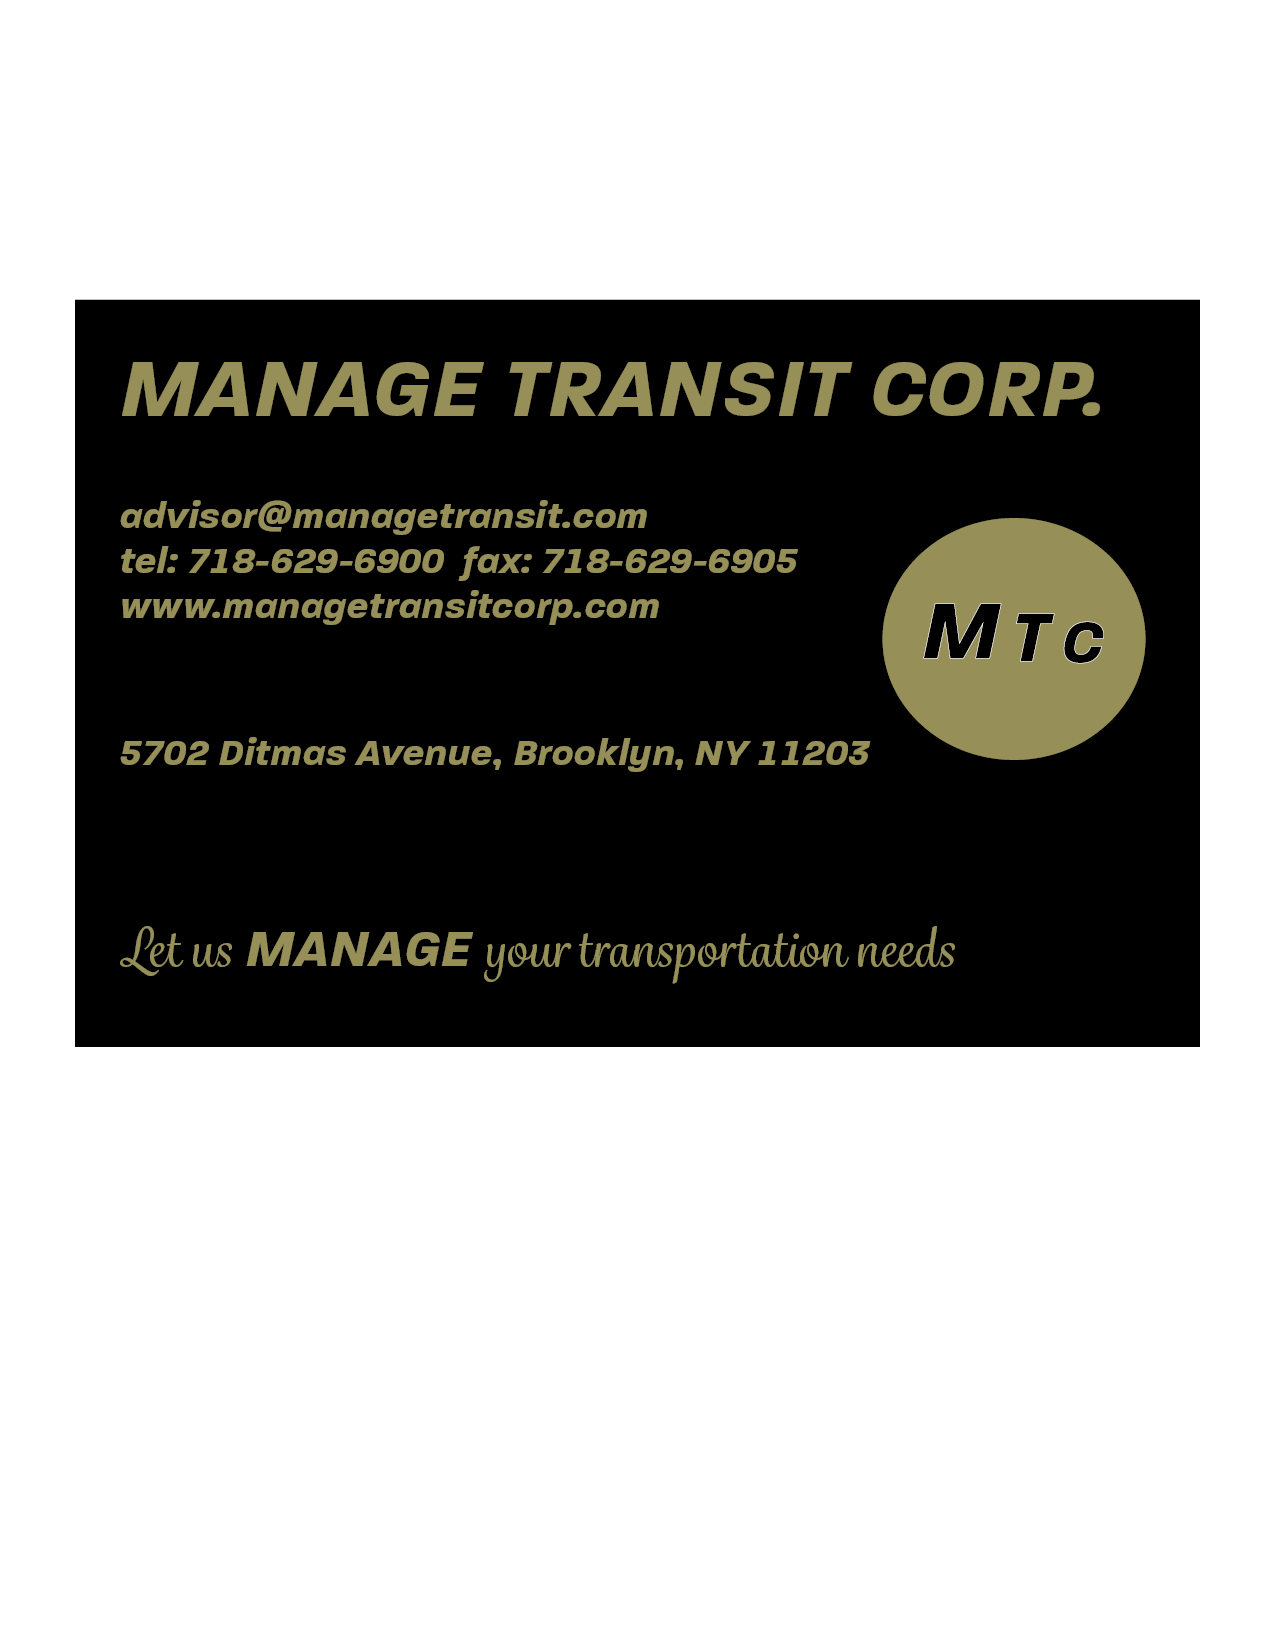 MANAGE TRANSIT CORP.
advisor@managetransit.com
tel: 718-629-6900  fax: 718-629-6905
www.managetransitcorp.com
MTC
5702 Ditmas Avenue, Brooklyn, NY 11203
Let us MANAGE your transportation needs